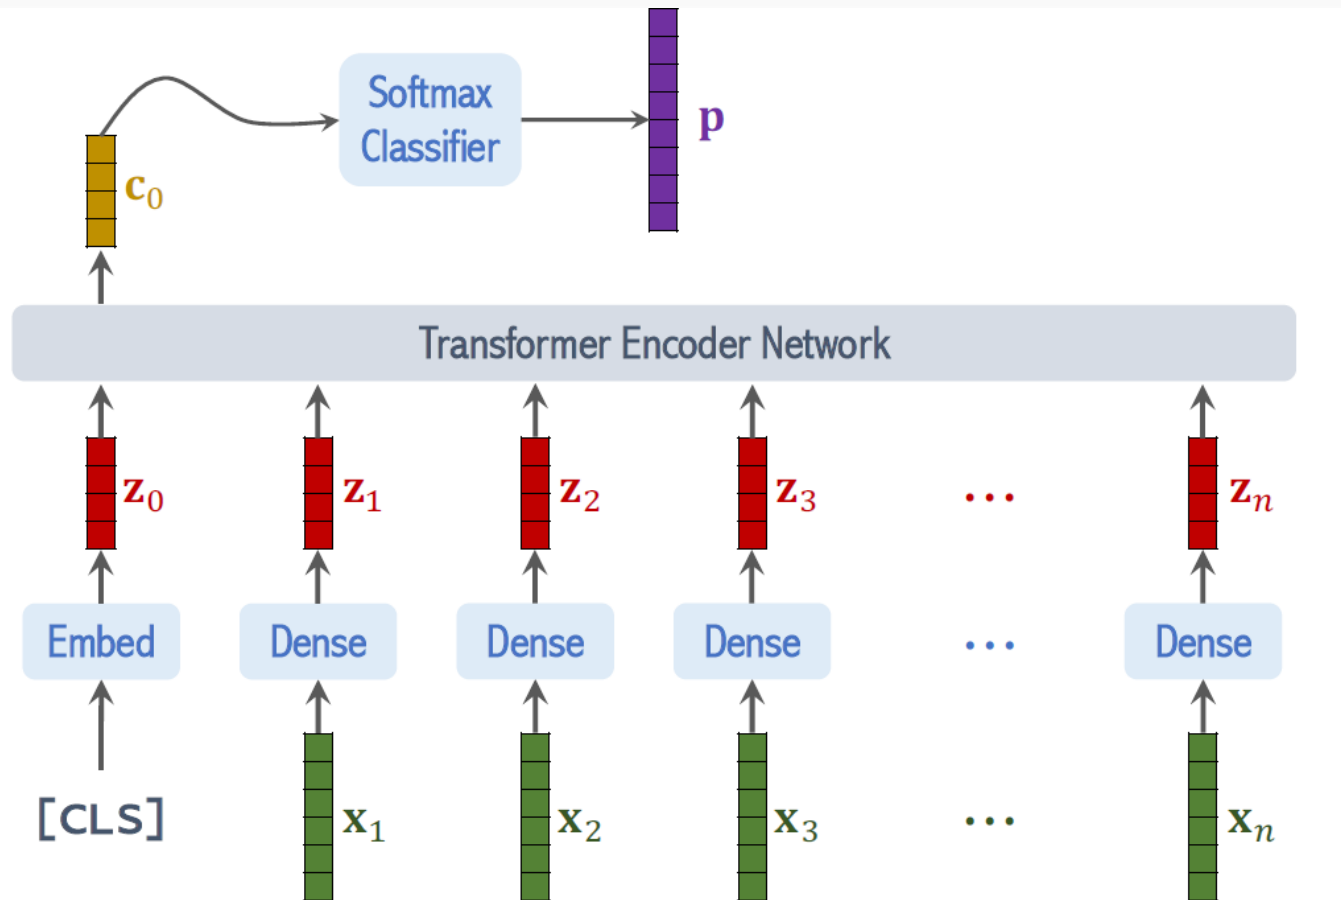 Softmax
Classifier
p
c₀
Transformer Encoder Network
z₀ z₁ z₂ z₃ ... zₙ
Embed Dense Dense Dense ... Dense
[CLS] x₁ x₂ x₃ ... xₙ